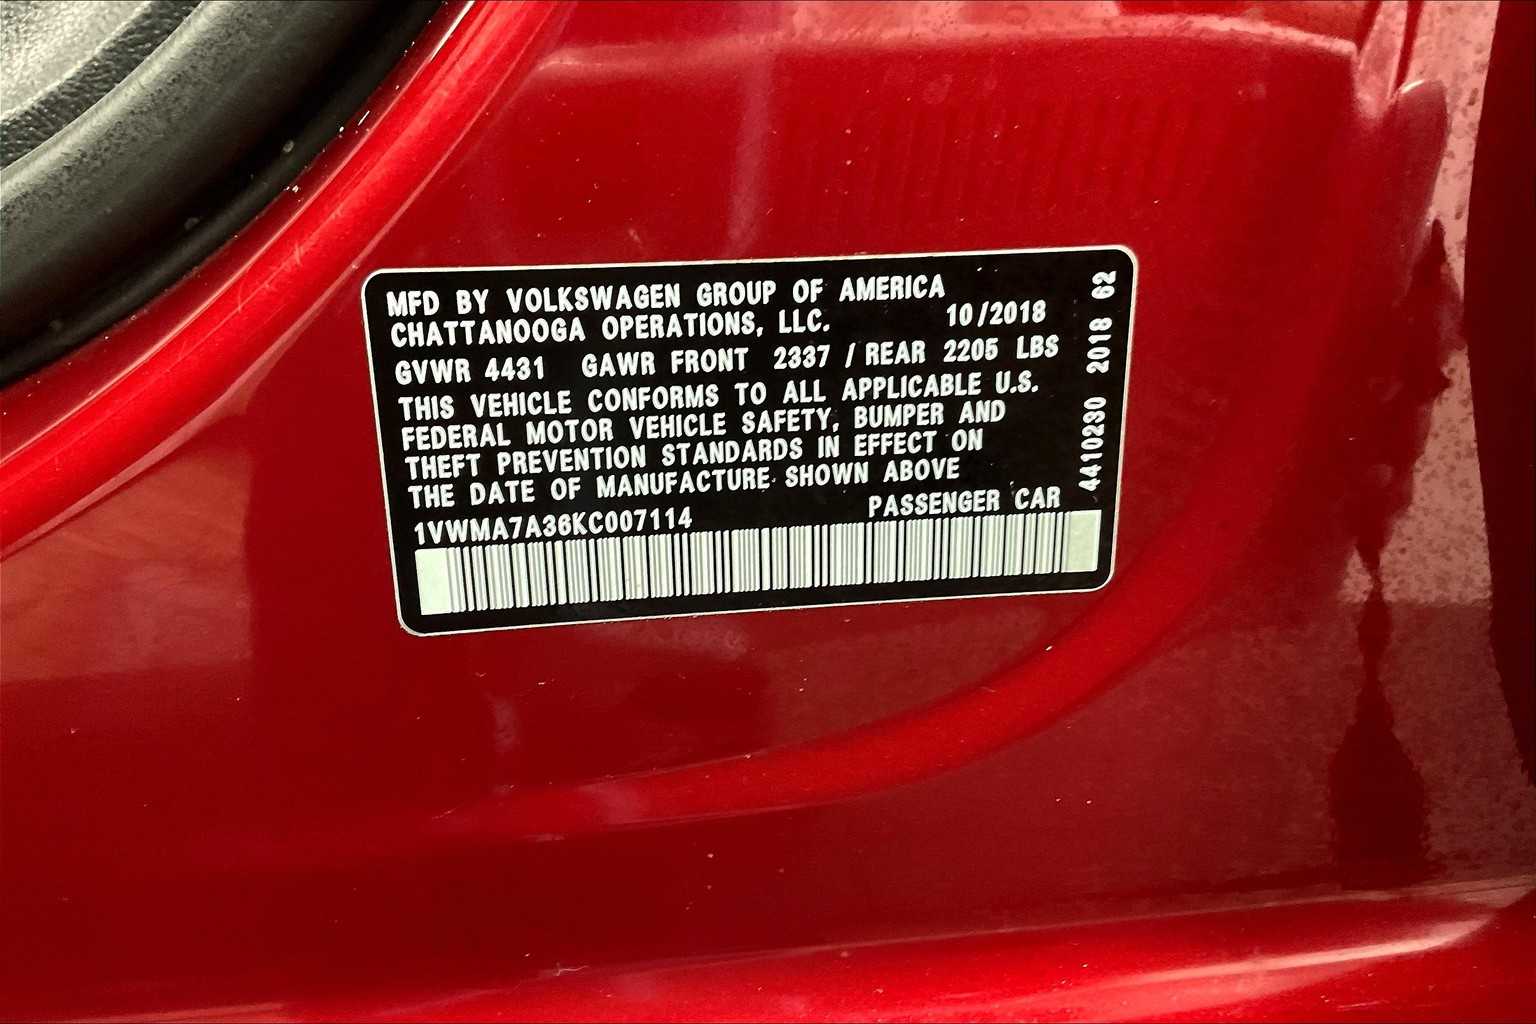 MFD BY VOLKSWAGEN GROUP OF AMERICA
CHATTANOOGA OPERATIONS, LLC. 10/2018
GVWR 4431 GAWR FRONT 2337 / REAR 2205 LBS
THIS VEHICLE CONFORMS TO ALL APPLICABLE U.S.
FEDERAL MOTOR VEHICLE SAFETY, BUMPER AND
THEFT PREVENTION STANDARDS IN EFFECT ON
THE DATE OF MANUFACTURE SHOWN ABOVE
PASSENGER CAR
1VWMA7A36KC007114
4410230 2018 62